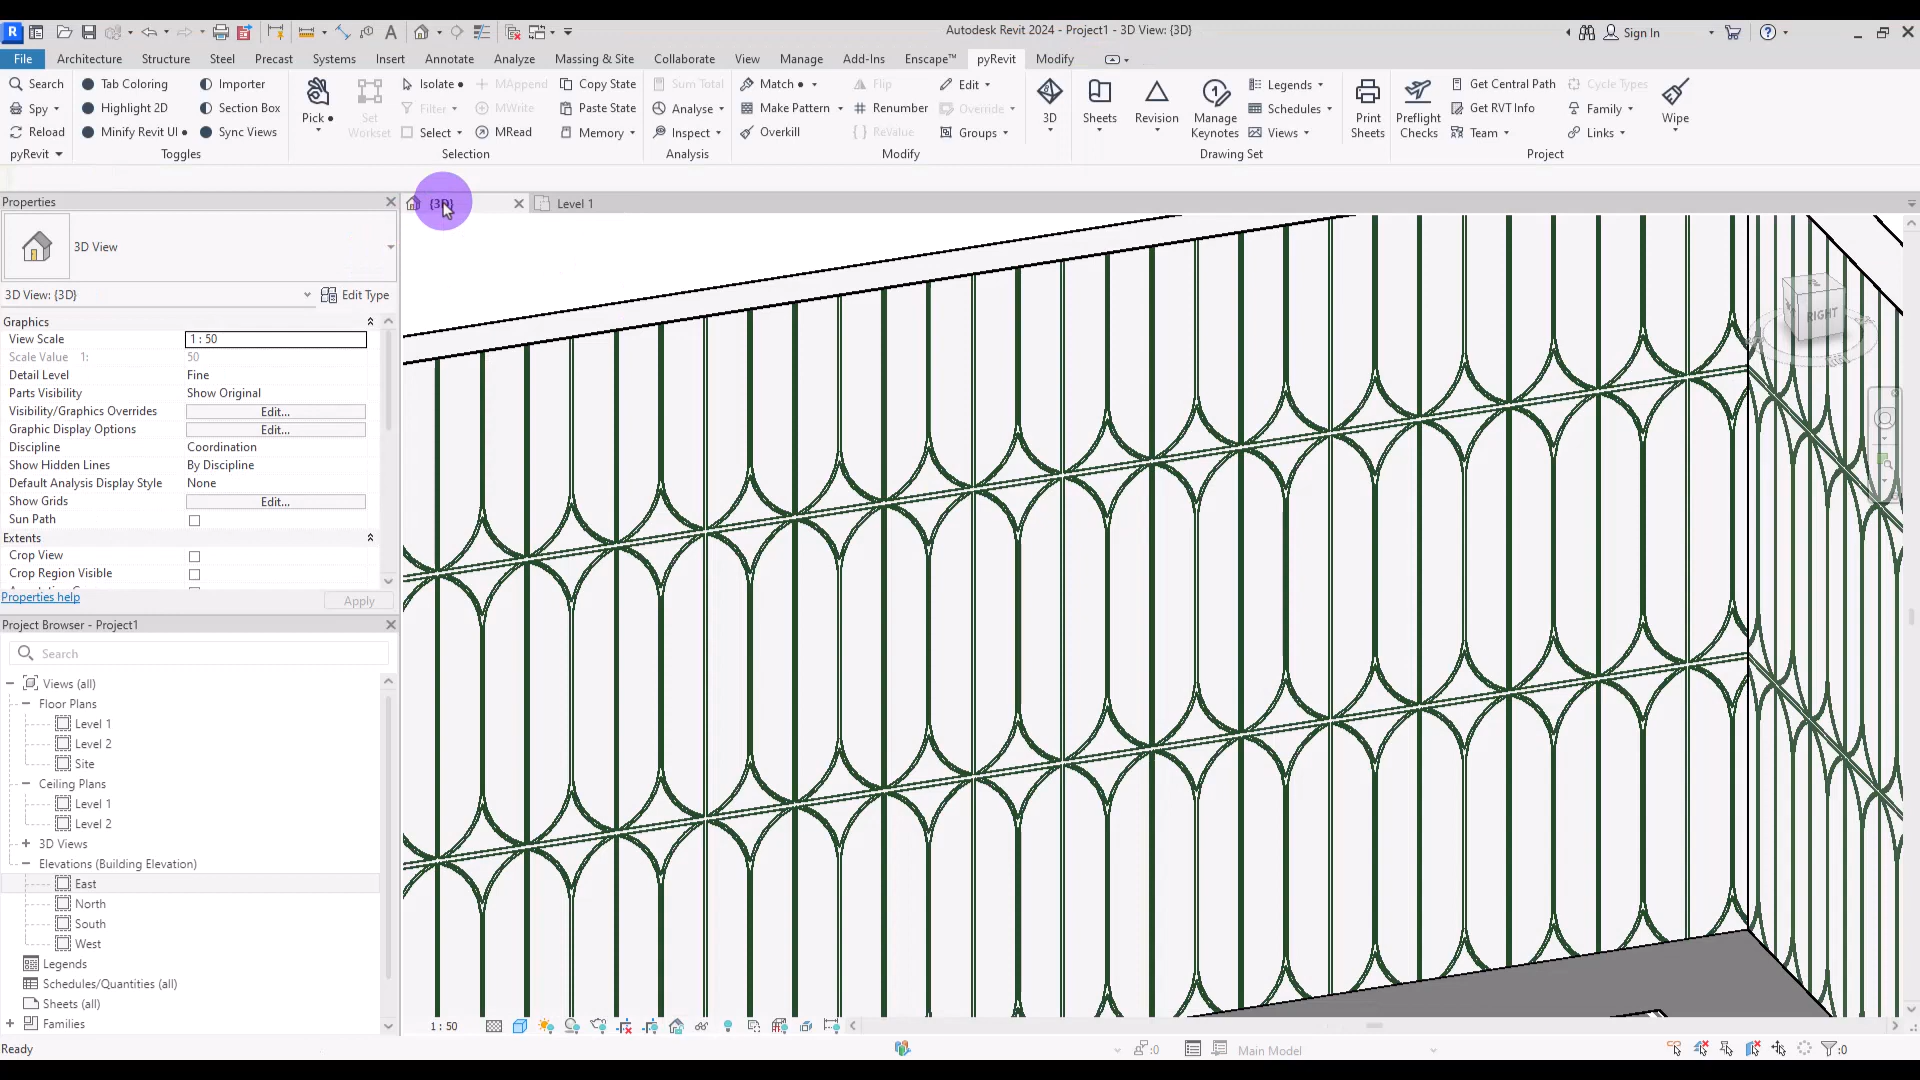 Autodesk Revit 2024 - Project1 - 3D View: {3D}
Sign In
File Architecture Structure Steel Precast Systems Insert Annotate Analyze Massing & Site Collaborate View Manage Add-Ins Enscape™ pyRevit Modify
Search Tab Coloring Importer Isolate MAppend Copy State Sum Total Match Flip Edit Legends Get Central Path Cycle Types
Spy Highlight 2D Section Box Filter MWrite Paste State Analyse Make Pattern Renumber Override Schedules Get RVT Info Family
Pick Set Workset 3D Sheets Revision Manage Keynotes Print Sheets Preflight Checks Wipe
Reload Minify Revit UI Sync Views Select MRead Memory Inspect Overkill ReValue Groups Views Team Links
pyRevit Toggles Selection Analysis Modify Drawing Set Project
Properties
{3D} Level 1
3D View
3D View: {3D} Edit Type
Graphics
View Scale 1 : 50
Scale Value 1: 50
Detail Level Fine
Parts Visibility Show Original
Visibility/Graphics Overrides Edit...
Graphic Display Options Edit...
Discipline Coordination
Show Hidden Lines By Discipline
Default Analysis Display Style None
Show Grids Edit...
Sun Path
Extents
Crop View
Crop Region Visible
Properties help Apply
RIGHT
Project Browser - Project1
Search
Views (all)
Floor Plans
Level 1
Level 2
Site
Ceiling Plans
Level 1
Level 2
3D Views
Elevations (Building Elevation)
East
North
South
West
Legends
Schedules/Quantities (all)
Sheets (all)
Families
1 : 50
Ready :0 Main Model :0